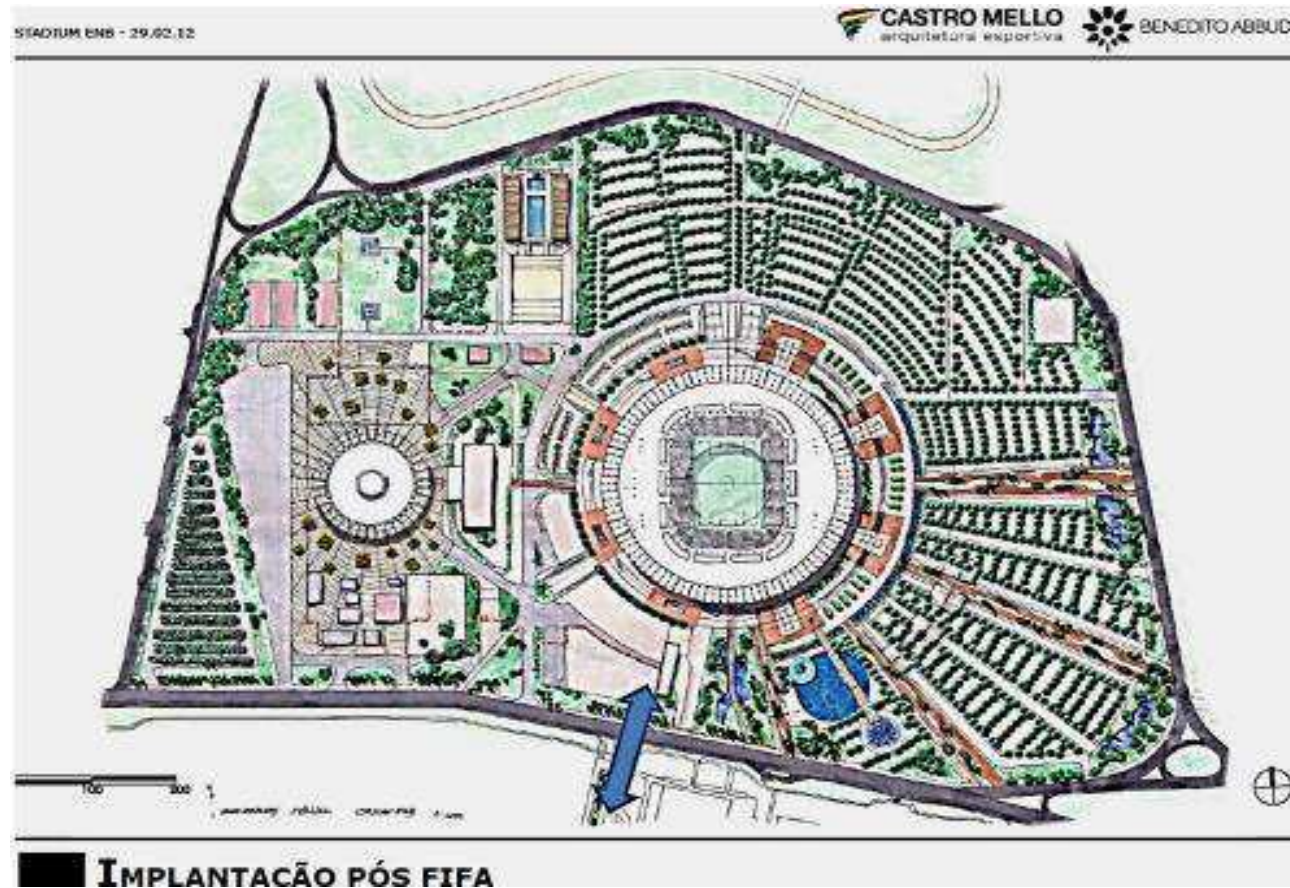 STADIUM ENB - 29.02.12
CASTRO MELLO
arquitetura esportiva
BENEDITO ABBUD
100 200
IMPLANTAÇÃO PÓS FIFA